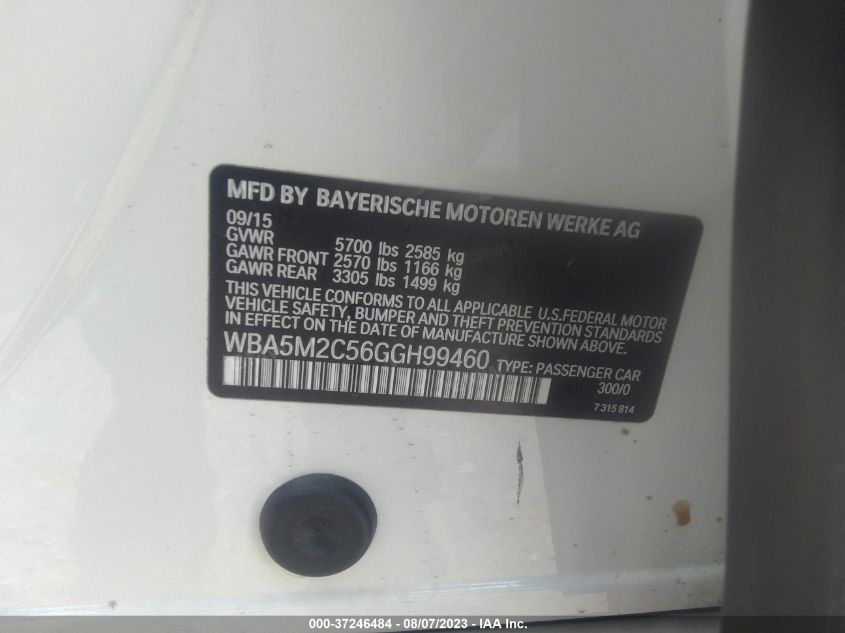 MFD BY BAYERISCHE MOTOREN WERKE AG
09/15
GVWR 5700 lbs 2585 kg
GAWR FRONT 2570 lbs 1166 kg
GAWR REAR 3305 lbs 1499 kg
THIS VEHICLE CONFORMS TO ALL APPLICABLE U.S.FEDERAL MOTOR
VEHICLE SAFETY, BUMPER AND THEFT PREVENTION STANDARDS
IN EFFECT ON THE DATE OF MANUFACTURE SHOWN ABOVE.
WBA5M2C56GGH99460 TYPE: PASSENGER CAR
300/0
7 315 814
000-37246484 - 08/07/2023 - IAA Inc.